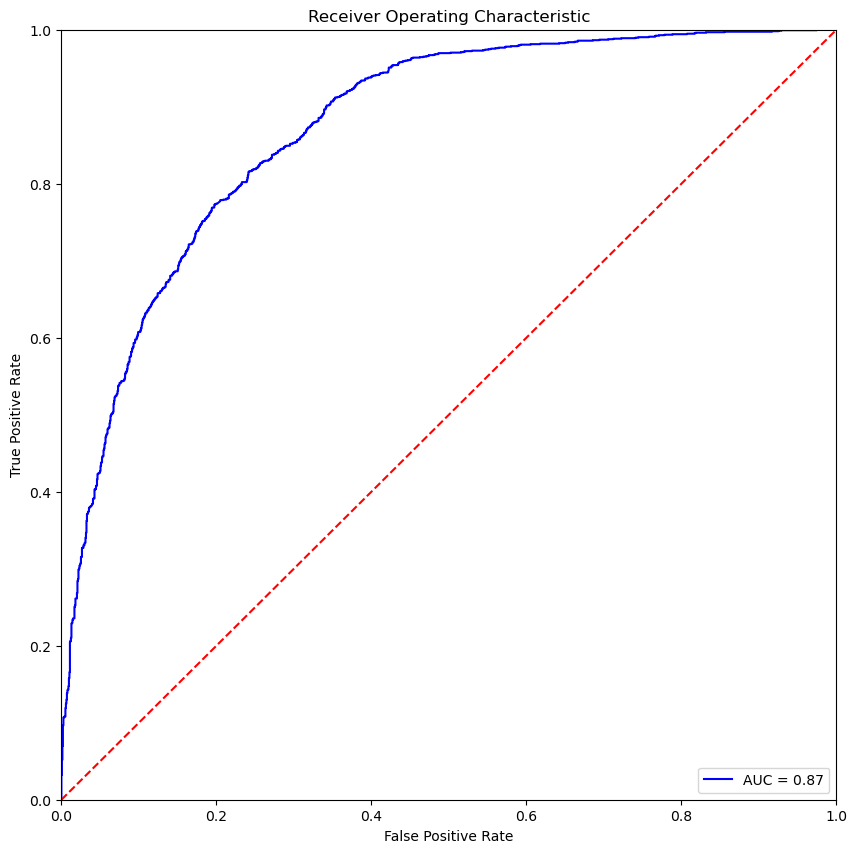 Receiver Operating Characteristic
1.0
0.8
0.6
0.4
0.2
0.0
True Positive Rate
AUC = 0.87
0.0 0.2 0.4 0.6 0.8 1.0
False Positive Rate